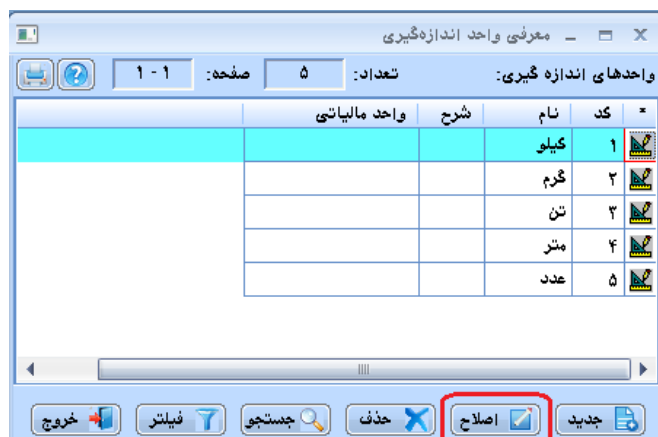 معرفی واحد اندازه‌گیری
واحدهای اندازه گیری: تعداد: ۵ صفحه: ۱ - ۱
* کد نام شرح واحد مالیاتی
۱ کیلو
۲ گرم
۳ تن
۴ متر
۵ عدد
جدید اصلاح حذف جستجو فیلتر خروج